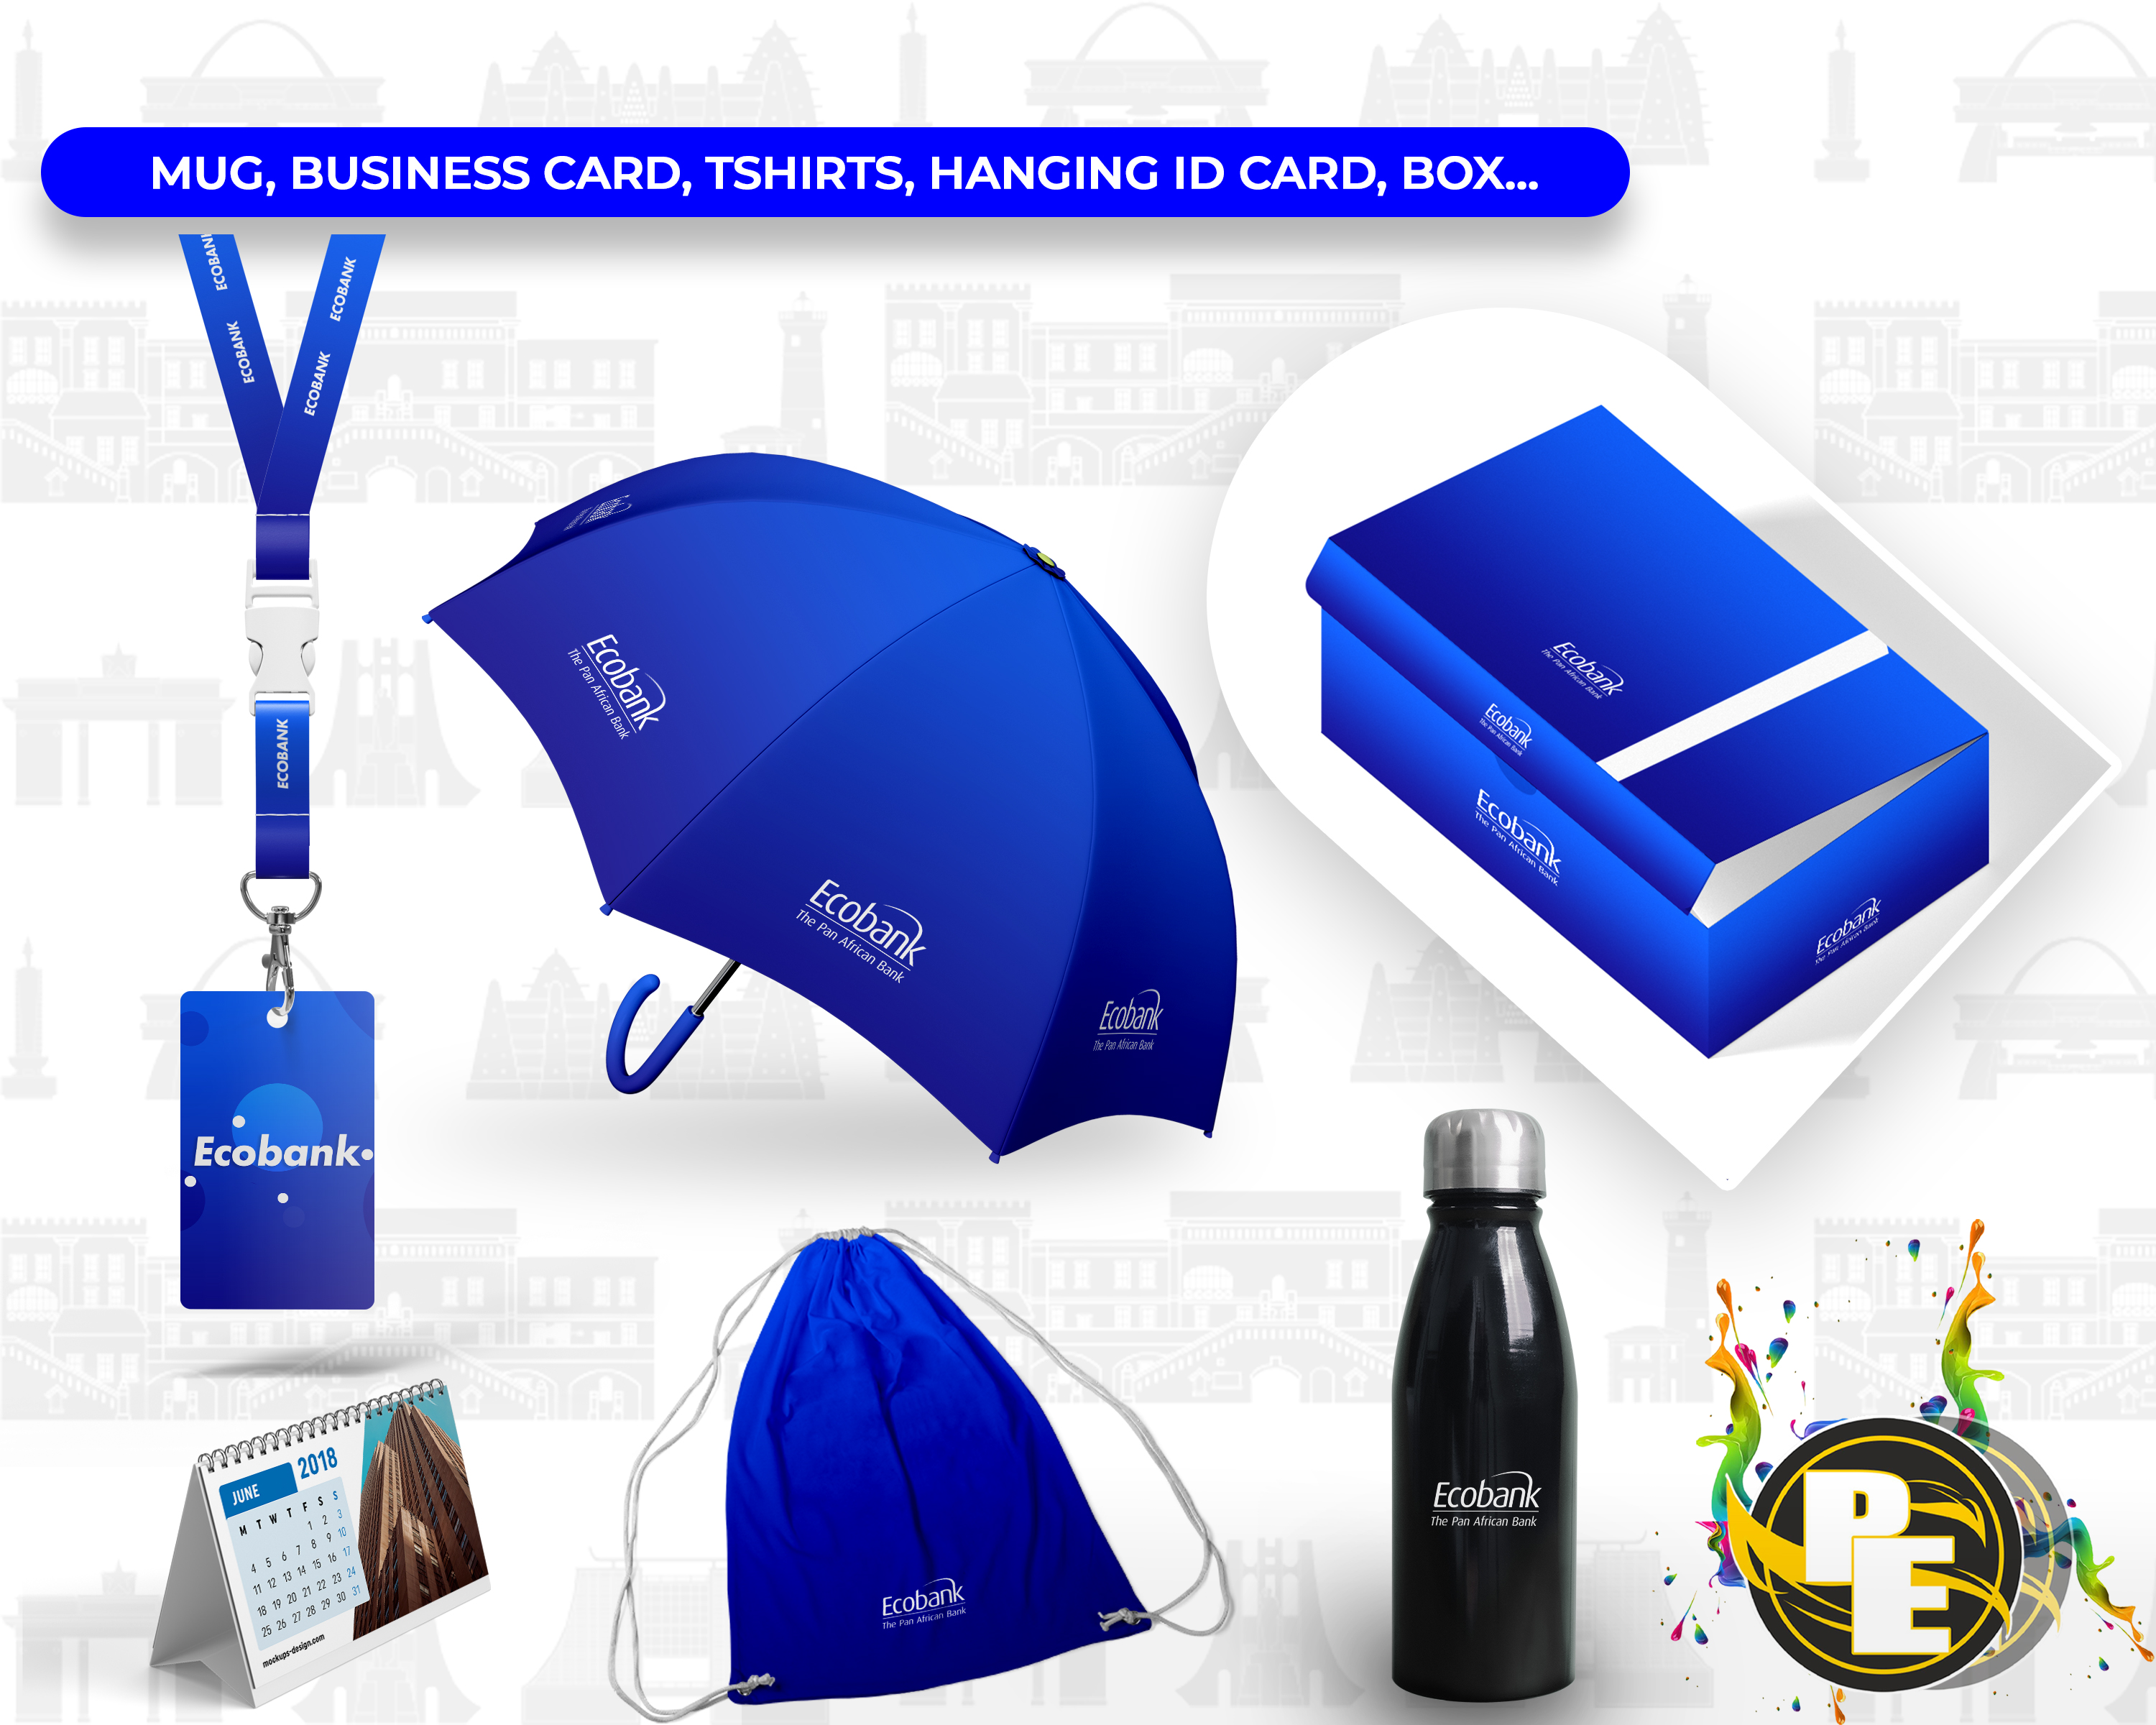 MUG, BUSINESS CARD, TSHIRTS, HANGING ID CARD, BOX...
ECOBANK
ECOBANK
ECOBANK
ECOBANK
ECOBANK
Ecobank
Ecobank
The Pan African Bank
Ecobank
The Pan African Bank
Ecobank
The Pan African Bank
Ecobank
The Pan African Bank
Ecobank
The Pan African Bank
Ecobank
The Pan African Bank
Ecobank
The Pan African Bank
JUNE 2018
M T W T F S S
1 2 3
4 5 6 7 8 9 10
11 12 13 14 15 16 17
18 19 20 21 22 23 24
25 26 27 28 29 30 31
mockups-design.com
Ecobank
The Pan African Bank
Ecobank
The Pan African Bank
PE